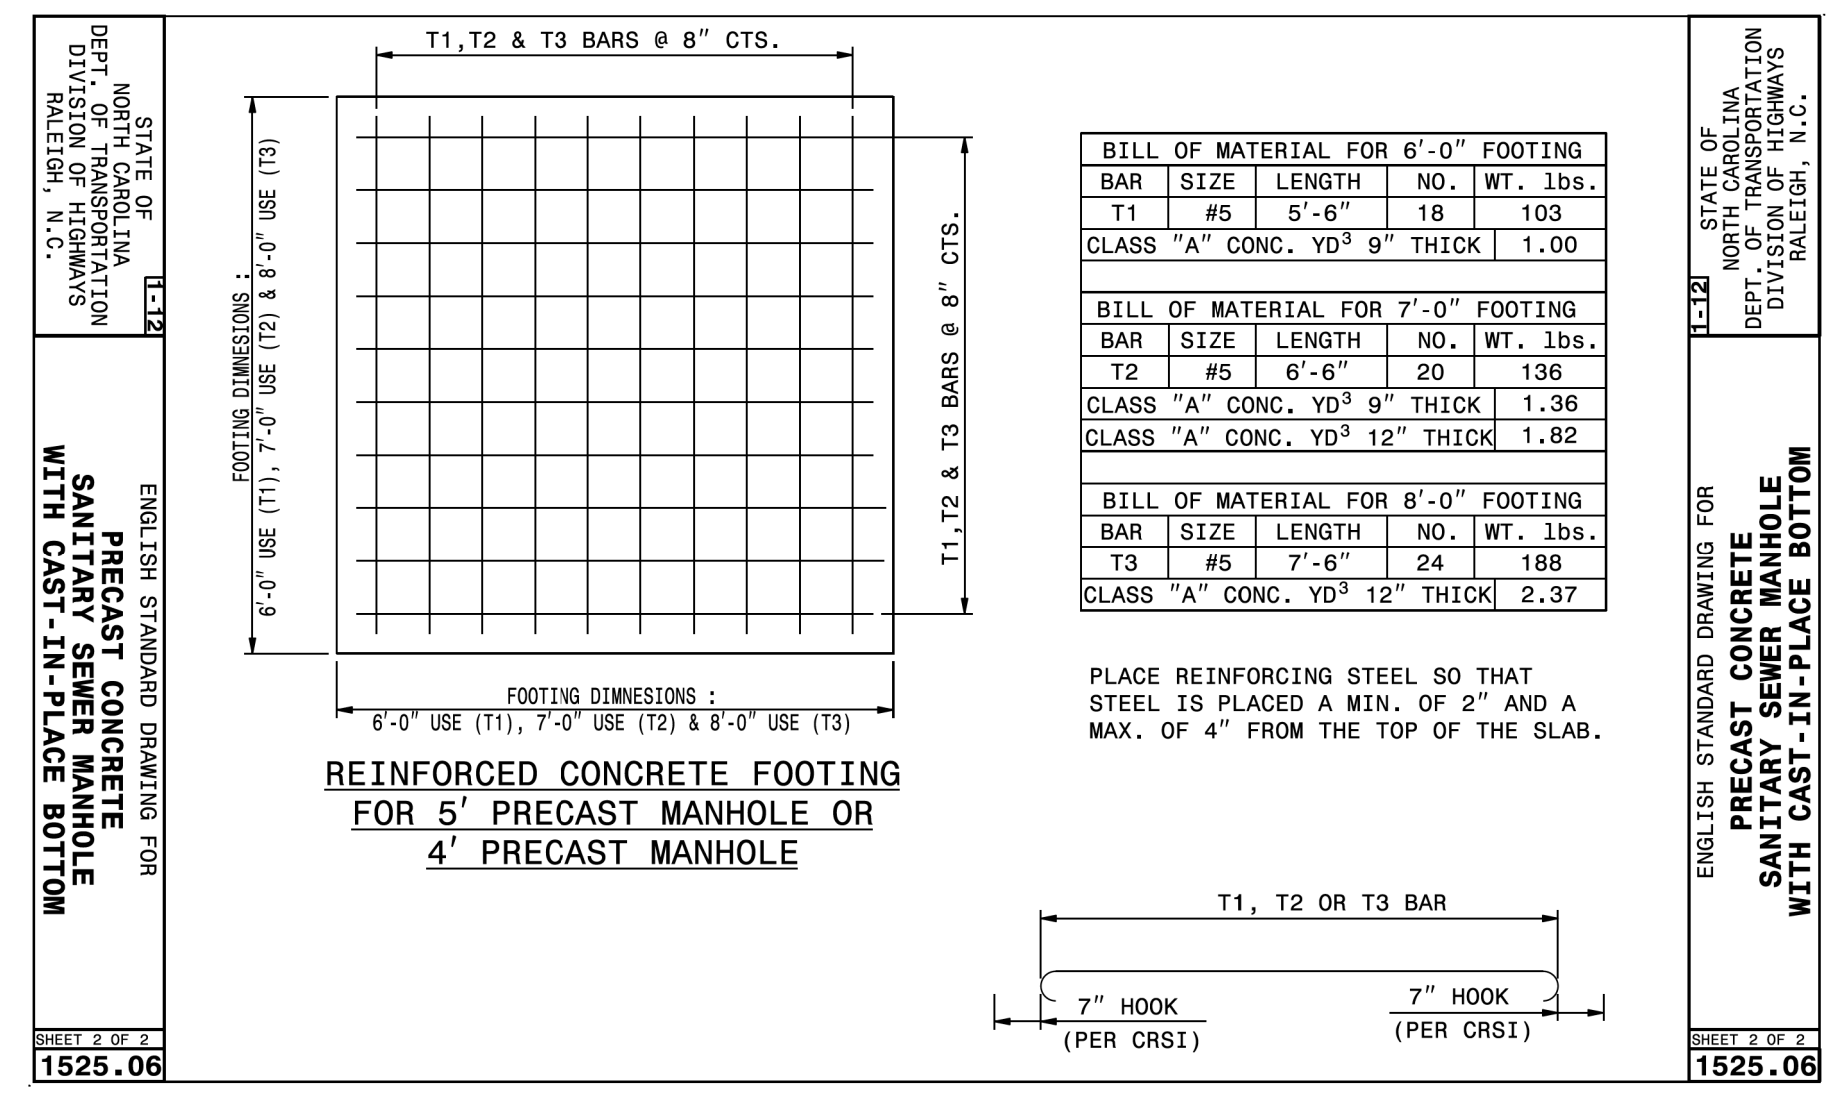 STATE OF
NORTH CAROLINA
DEPT. OF TRANSPORTATION
DIVISION OF HIGHWAYS
RALEIGH, N.C.
1-12
ENGLISH STANDARD DRAWING FOR
PRECAST CONCRETE
SANITARY SEWER MANHOLE
WITH CAST-IN-PLACE BOTTOM
SHEET 2 OF 2
1525.06
T1,T2 & T3 BARS @ 8" CTS.
FOOTING DIMNESIONS :
6'-0" USE (T1), 7'-0" USE (T2) & 8'-0" USE (T3)
T1,T2 & T3 BARS @ 8" CTS.
FOOTING DIMNESIONS :
6'-0" USE (T1), 7'-0" USE (T2) & 8'-0" USE (T3)
REINFORCED CONCRETE FOOTING
FOR 5' PRECAST MANHOLE OR
4' PRECAST MANHOLE
BILL OF MATERIAL FOR 6'-0" FOOTING
BAR SIZE LENGTH NO. WT. lbs.
T1 #5 5'-6" 18 103
CLASS "A" CONC. YD³ 9" THICK 1.00
BILL OF MATERIAL FOR 7'-0" FOOTING
BAR SIZE LENGTH NO. WT. lbs.
T2 #5 6'-6" 20 136
CLASS "A" CONC. YD³ 9" THICK 1.36
CLASS "A" CONC. YD³ 12" THICK 1.82
BILL OF MATERIAL FOR 8'-0" FOOTING
BAR SIZE LENGTH NO. WT. lbs.
T3 #5 7'-6" 24 188
CLASS "A" CONC. YD³ 12" THICK 2.37
PLACE REINFORCING STEEL SO THAT
STEEL IS PLACED A MIN. OF 2" AND A
MAX. OF 4" FROM THE TOP OF THE SLAB.
T1, T2 OR T3 BAR
7" HOOK
(PER CRSI)
7" HOOK
(PER CRSI)
STATE OF
NORTH CAROLINA
DEPT. OF TRANSPORTATION
DIVISION OF HIGHWAYS
RALEIGH, N.C.
1-12
ENGLISH STANDARD DRAWING FOR
PRECAST CONCRETE
SANITARY SEWER MANHOLE
WITH CAST-IN-PLACE BOTTOM
SHEET 2 OF 2
1525.06